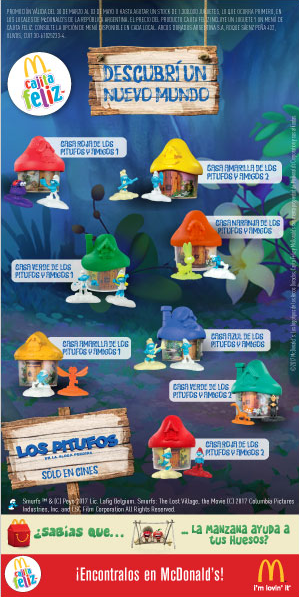 PROMOCIÓN VÁLIDA DEL 30 DE MARZO AL 03 DE MAYO O HASTA AGOTAR UN STOCK DE
JUGUETES, LO QUE OCURRA PRIMERO, EN
LOS LOCALES DE McDONALD'S DE LA REPÚBLICA ARGENTINA. EL PRECIO DEL PRODUCTO CAJITA FELIZ INCLUYE UN JUGUETE Y UN MENÚ DE
CAJITA FELIZ. CONSULTE LA OPCIÓN DE MENÚ DISPONIBLE EN CADA LOCAL. ARCOS DORADOS ARGENTINA S.A. ROQUE SÁENZ PEÑA 432,
OLIVOS, CUIT
cajita
feliz
DESCUBRÍ UN
NUEVO MUNDO
CASA ROJA DE LOS
PITUFOS Y AMIGOS 1
CASA AMARILLA DE LOS
PITUFOS Y AMIGOS 2
CASA NARANJA DE LOS
PITUFOS Y AMIGOS
CASA VERDE DE LOS
PITUFOS Y AMIGOS 1
CASA AZUL DE LOS
PITUFOS Y AMIGOS
CASA AMARILLA DE LOS
PITUFOS Y AMIGOS 1
CASA VERDE DE LOS
PITUFOS Y AMIGOS 2
CASA ROJA DE LOS
PITUFOS Y AMIGOS 2
LOS PITUFOS
EN LA ALDEA PERDIDA
SÓLO EN CINES
Smurfs ™ & (C) Peyo 2017 Lic. Lafig Belgium. Smurfs: The Lost Village, the Movie (C) 2017 Columbia Pictures
Industries, Inc. and LSC Film Corporation All Rights Reserved.
¿SABÍAS QUE...
... LA MANZANA AYUDA A
TUS HUESOS?
cajita
feliz
¡Encontralos en McDonald's!
i'm lovin' it